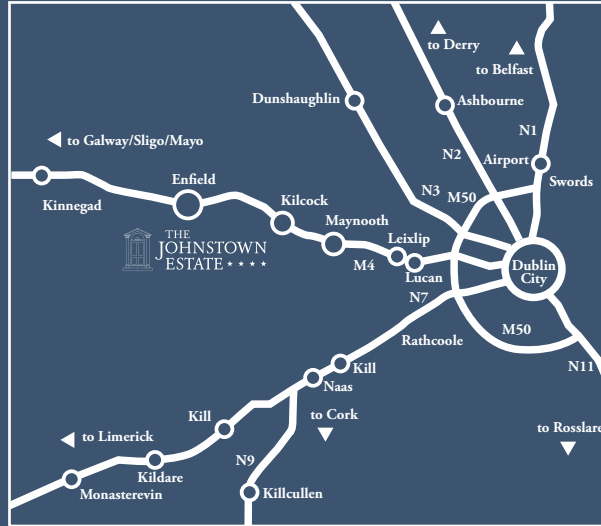 to Derry
to Belfast
Dunshaughlin
Ashbourne
N1
to Galway/Sligo/Mayo
N2
Airport
Enfield
Swords
Kinnegad
N3
M50
Kilcock
Maynooth
THE
JOHNSTOWN
ESTATE ★★★★
Leixlip
M4
Lucan
Dublin
City
N7
M50
Rathcoole
Kill
N11
Naas
Kill
to Cork
to Rosslare
to Limerick
N9
Kildare
Monasterevin
Killcullen